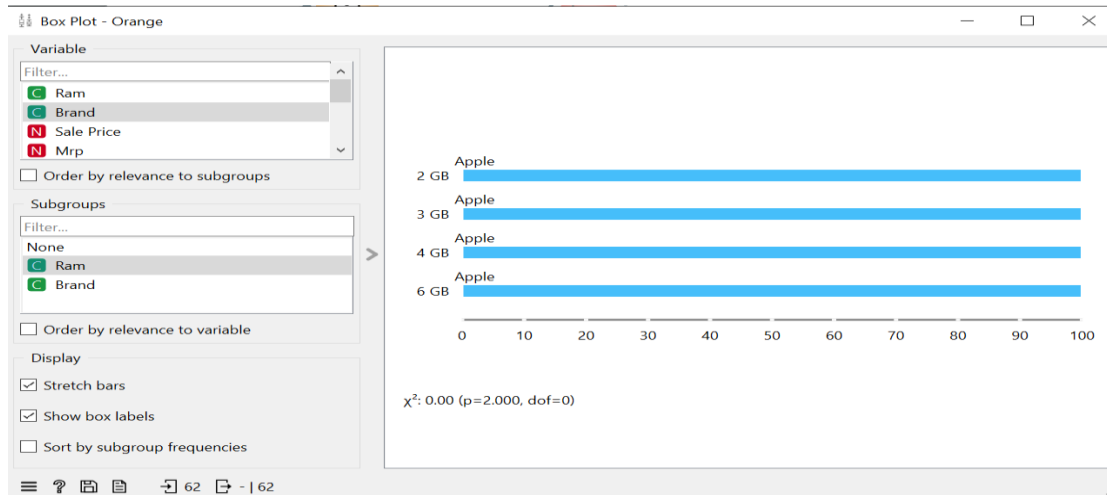 Box Plot - Orange
Variable
Filter...
C Ram
C Brand
N Sale Price
N Mrp
Order by relevance to subgroups
Subgroups
Filter...
None
C Ram
C Brand
Order by relevance to variable
Display
Stretch bars
Show box labels
Sort by subgroup frequencies
? 62 - | 62
>
Apple
2 GB
Apple
3 GB
Apple
4 GB
Apple
6 GB
0 10 20 30 40 50 60 70 80 90 100
χ²: 0.00 (p=2.000, dof=0)